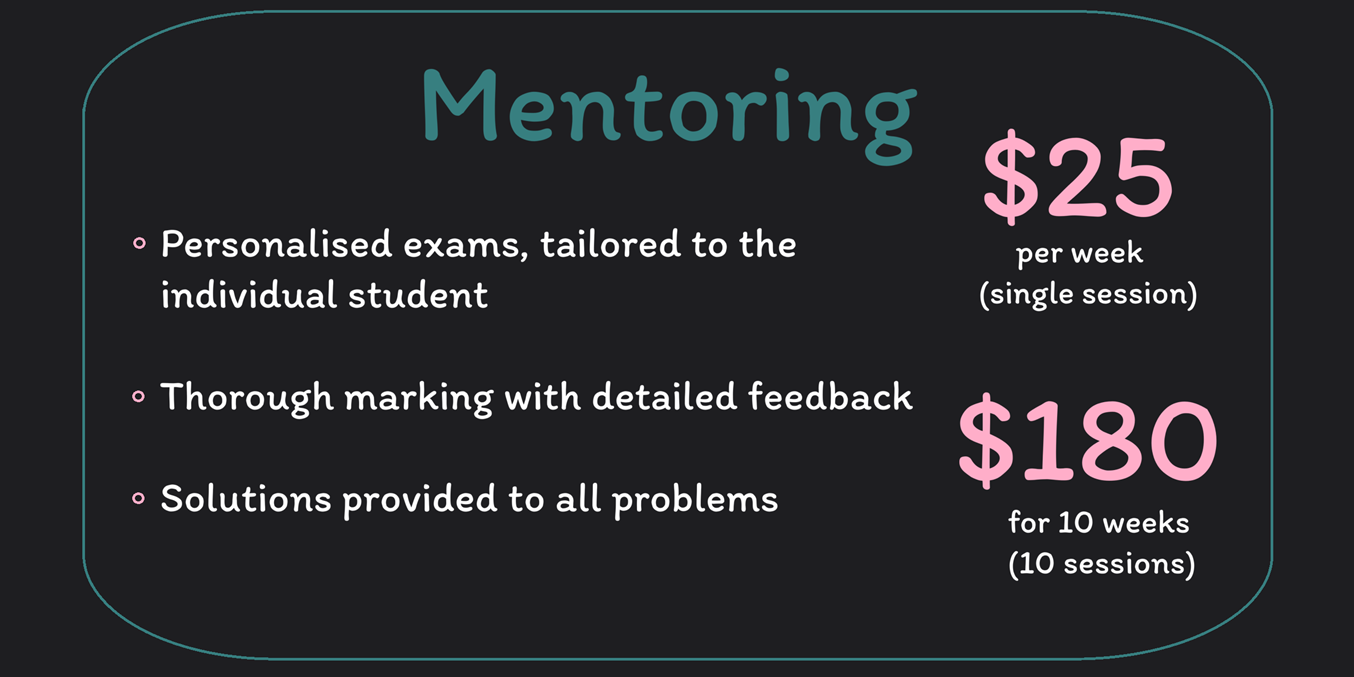 Mentoring
Personalised exams, tailored to the
individual student
Thorough marking with detailed feedback
Solutions provided to all problems
$25
per week
(single session)
$180
for 10 weeks
(10 sessions)